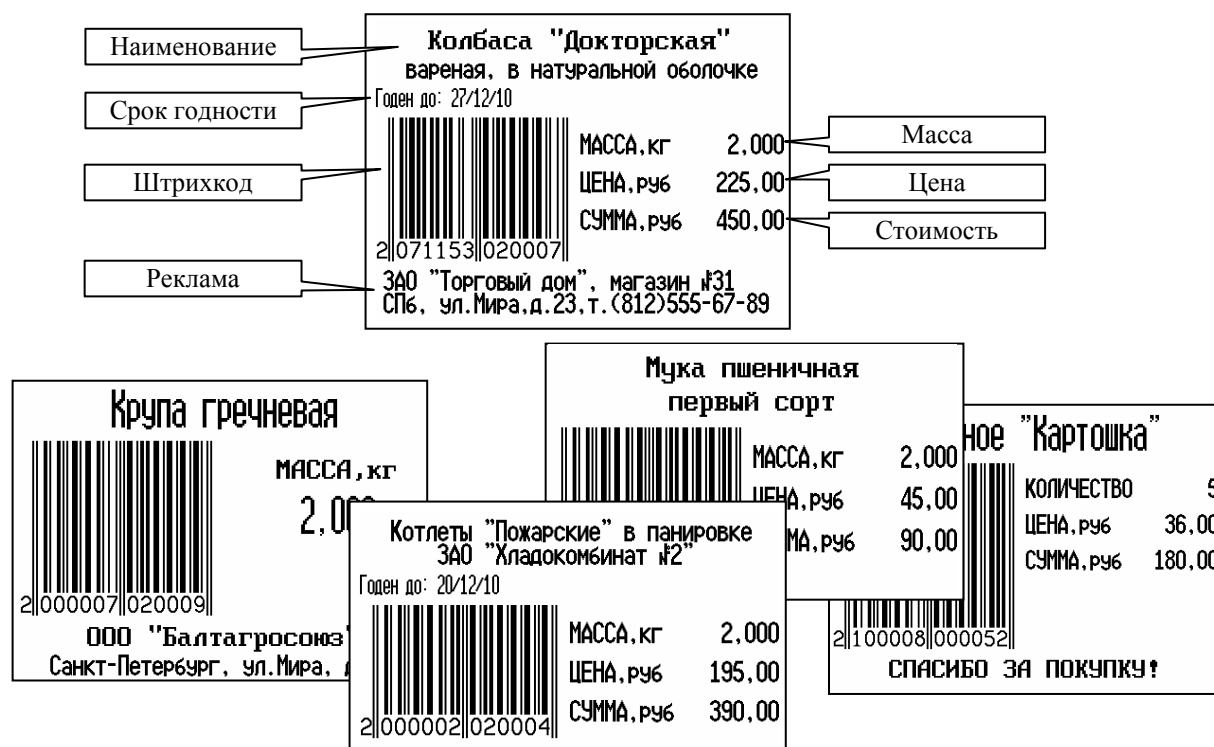 Наименование
Срок годности
Штрихкод
Реклама
Колбаса "Докторская"
вареная, в натуральной оболочке
Годен до: 27/12/10
МАССА,кг 2,000
ЦЕНА,руб 225,00
СУММА,руб 450,00
2 071153 020007
ЗАО "Торговый дом", магазин №31
СПб, ул.Мира,д.23,т.(812)555-67-89
Масса
Цена
Стоимость
Крупа гречневая
МАССА,кг
2 000007 020009
ООО "Балтагросоюз"
Санкт-Петербург, ул.Мира,
Мука пшеничная
первый сорт
МАССА,кг 2,000
ЦЕНА,руб 45,00
90,00
Котлеты "Пожарские" в панировке
ЗАО "Хладокомбинат №2"
Годен до: 20/12/10
МАССА,кг 2,000
ЦЕНА,руб 195,00
СУММА,руб 390,00
2 000002 020004
"Картошка"
КОЛИЧЕСТВО 5
ЦЕНА,руб 36,00
СУММА,руб 180,00
2 100008 000052
СПАСИБО ЗА ПОКУПКУ!